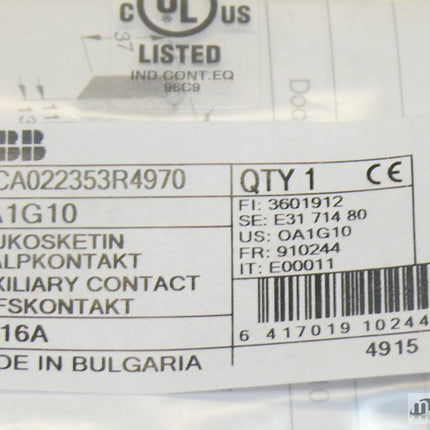 C UL US
LISTED
IND.CONT.EQ
96C9
37
11
Doc
BB
CA022353R4970
A1G10
UKOSKETIN
ALPKONTAKT
XILIARY CONTACT
FSKONTAKT
16A
DE IN BULGARIA
QTY 1 CE
FI: 3601912
SE: E31 714 80
US: OA1G10
FR: 910244
IT: E00011
6 417019 10244
4915